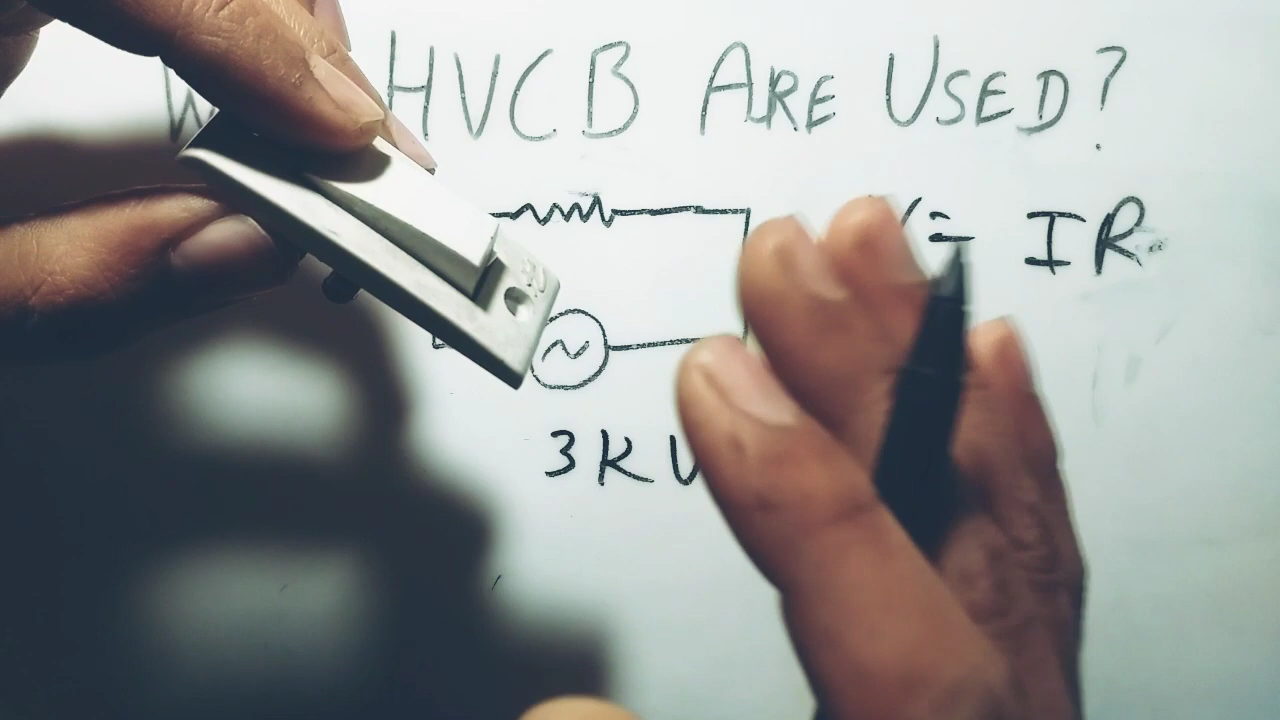 HVCB ARE USED?
= IR
3KV